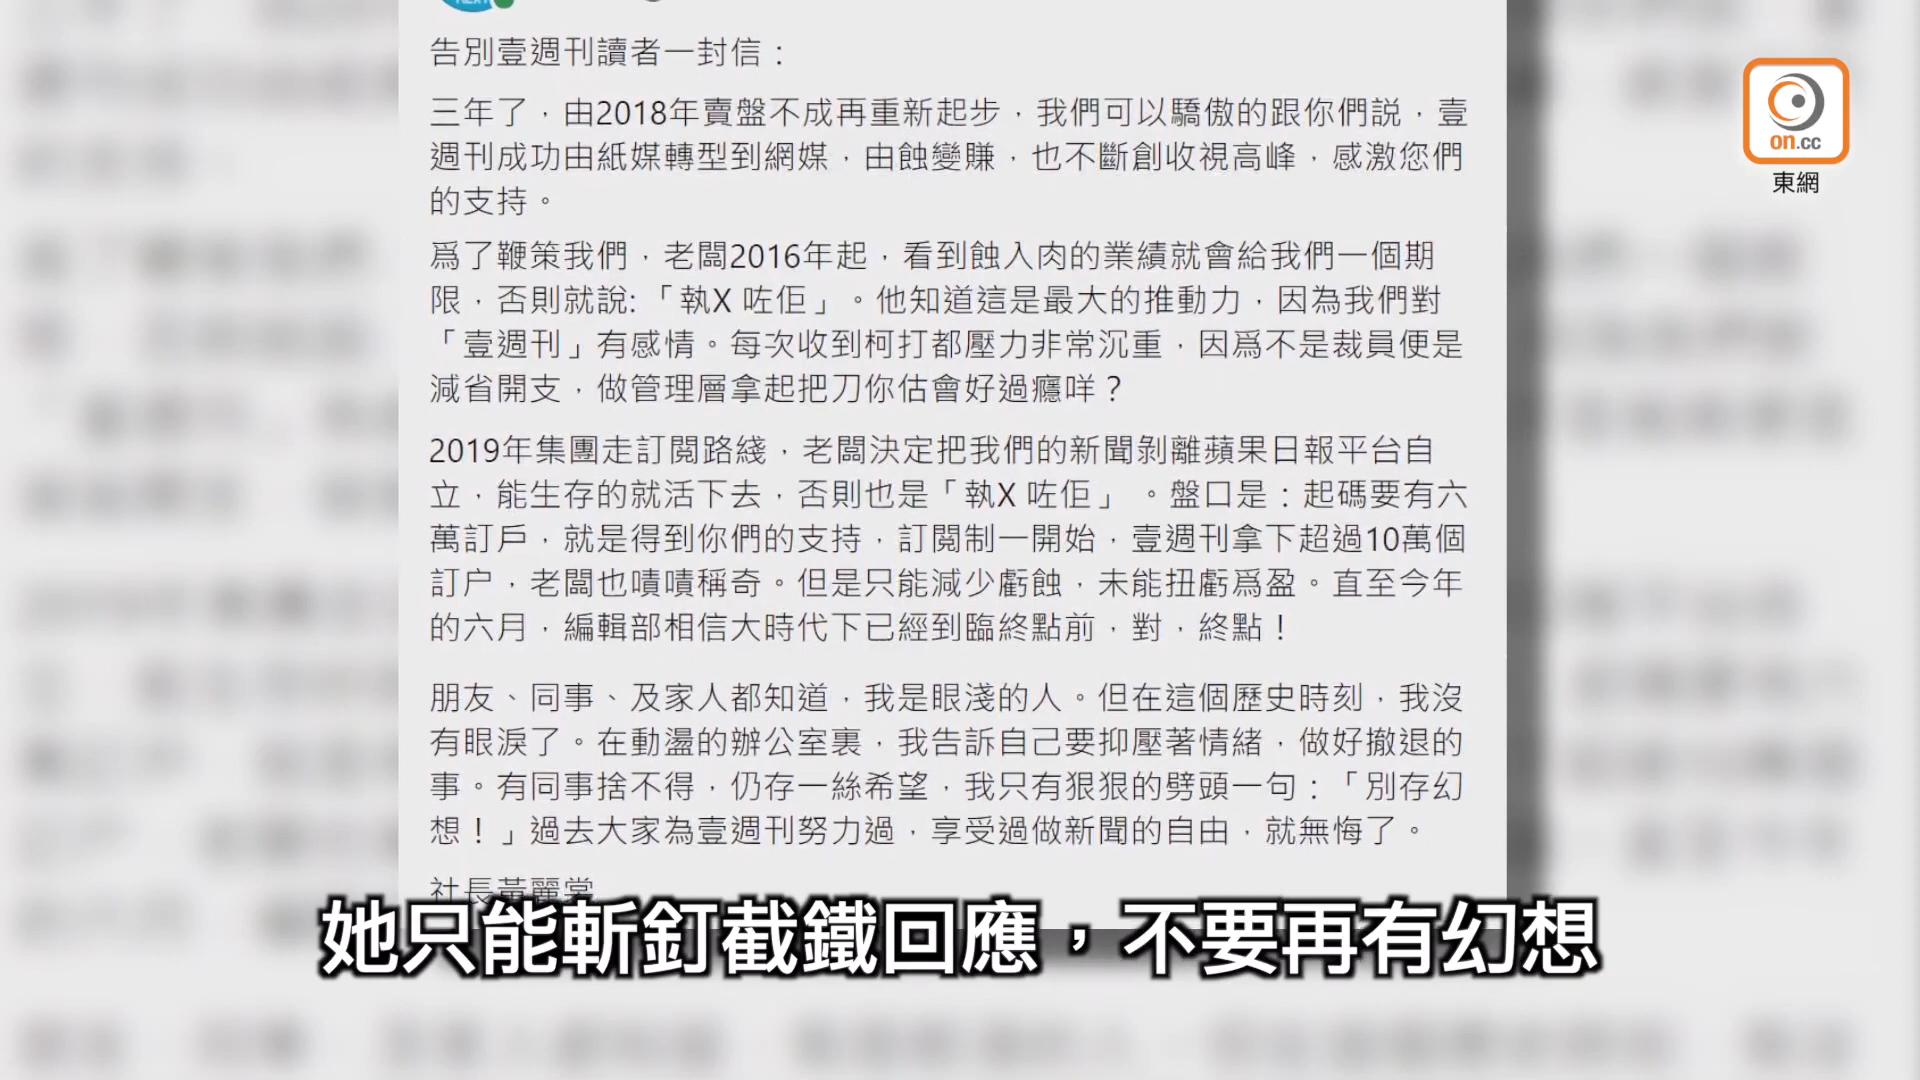 告別壹週刊讀者一封信：
三年了，由2018年賣盤不成再重新起步，我們可以驕傲的跟你們説，壹
週刊成功由紙媒轉型到網媒，由蝕變賺，也不斷創收視高峰，感激您們
的支持。
爲了鞭策我們，老闆2016年起，看到蝕入肉的業績就會給我們一個期
限，否則就說:「執X 咗佢」。他知道這是最大的推動力，因為我們對
「壹週刊」有感情。每次收到柯打都壓力非常沉重，因爲不是裁員便是
減省開支，做管理層拿起把刀你估會好過癮咩？
2019年集團走訂閲路綫，老闆決定把我們的新聞剝離蘋果日報平台自
立，能生存的就活下去，否則也是「執X 咗佢」 。盤口是：起碼要有六
萬訂戶，就是得到你們的支持，訂閲制一開始，壹週刊拿下超過10萬個
訂户，老闆也嘖嘖稱奇。但是只能減少虧蝕，未能扭虧爲盈。直至今年
的六月，編輯部相信大時代下已經到臨終點前，對，終點！
朋友、同事、及家人都知道，我是眼淺的人。但在這個歷史時刻，我沒
有眼淚了。在動盪的辦公室裏，我告訴自己要抑壓著情緒，做好撤退的
事。有同事捨不得，仍存一絲希望，我只有狠狠的劈頭一句：「別存幻
想！」過去大家為壹週刊努力過，享受過做新聞的自由，就無悔了。
社長黃麗裳
她只能斬釘截鐵回應，不要再有幻想
on.cc
東網